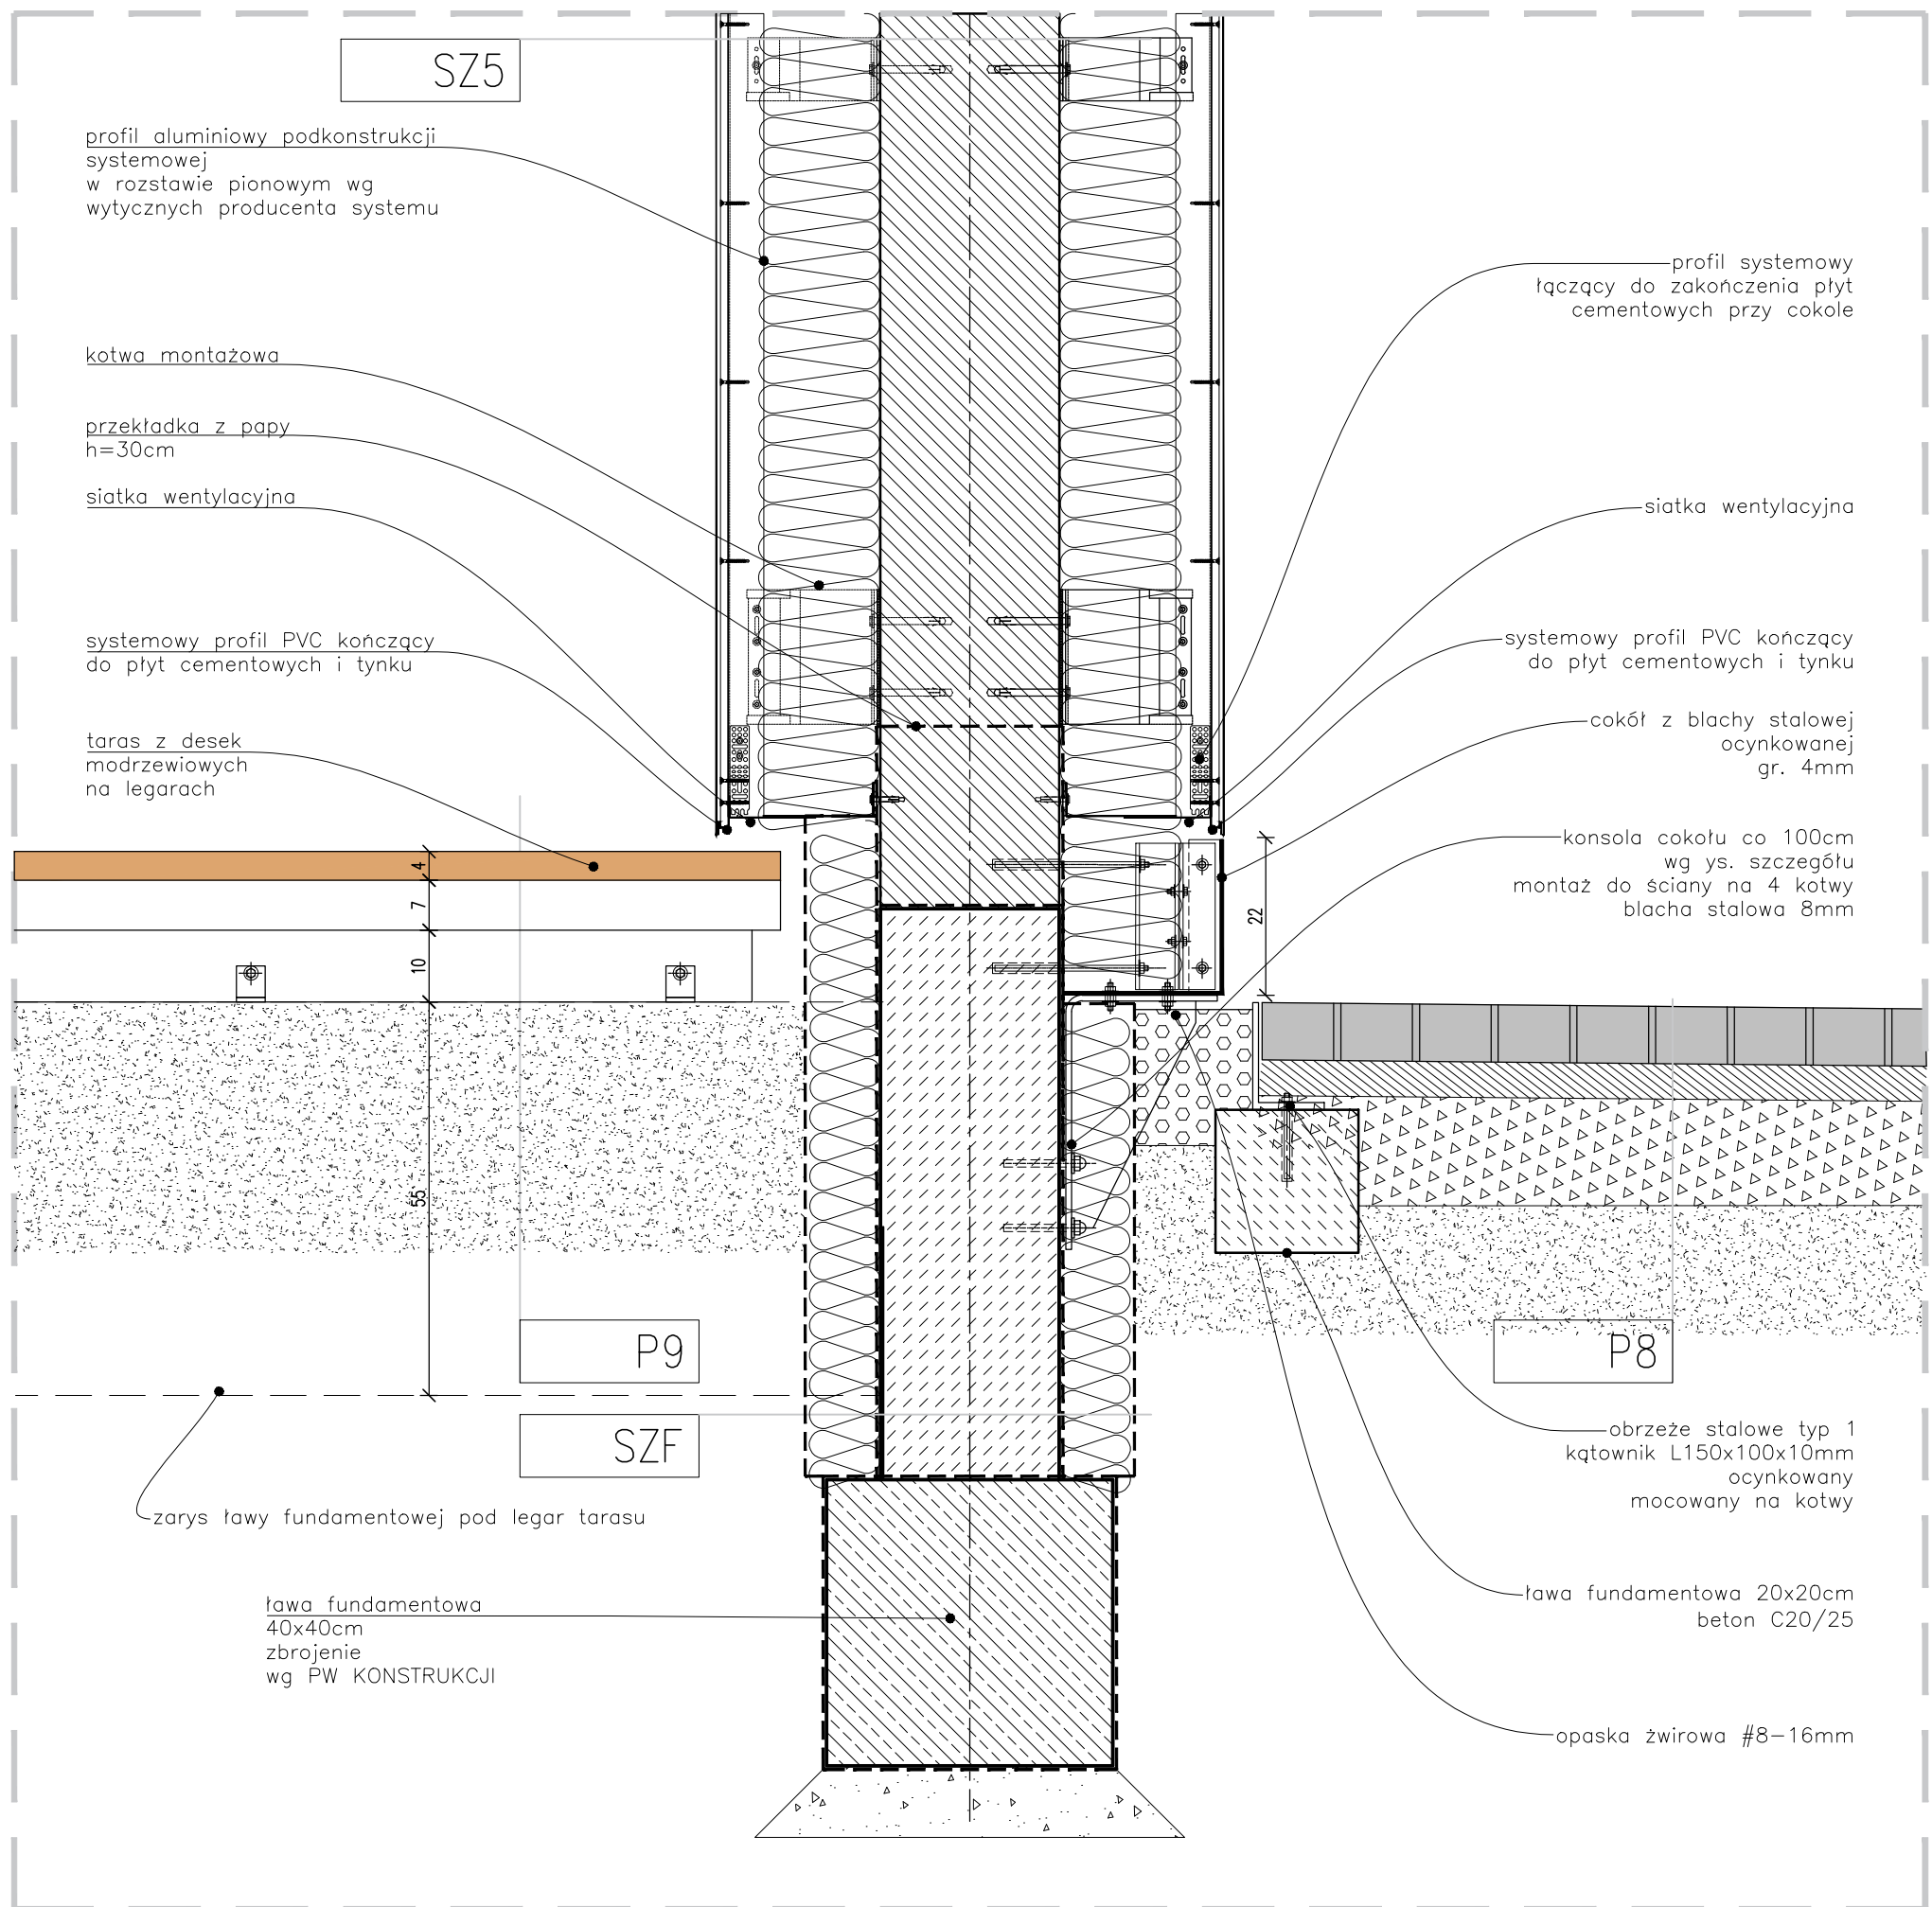 SZ5
profil aluminiowy podkonstrukcji
systemowej
w rozstawie pionowym wg
wytycznych producenta systemu
kotwa montażowa
przekładka z papy
h=30cm
siatka wentylacyjna
systemowy profil PVC kończący
do płyt cementowych i tynku
taras z desek
modrzewiowych
na legarach
4
7
10
55
P9
SZF
zarys ławy fundamentowej pod legar tarasu
ława fundamentowa
40x40cm
zbrojenie
wg PW KONSTRUKCJI
profil systemowy
łączący do zakończenia płyt
cementowych przy cokole
siatka wentylacyjna
systemowy profil PVC kończący
do płyt cementowych i tynku
cokół z blachy stalowej
ocynkowanej
gr. 4mm
konsola cokołu co 100cm
wg ys. szczegółu
montaż do ściany na 4 kotwy
blacha stalowa 8mm
22
P8
obrzeże stalowe typ 1
kątownik L150x100x10mm
ocynkowany
mocowany na kotwy
ława fundamentowa 20x20cm
beton C20/25
opaska żwirowa #8-16mm